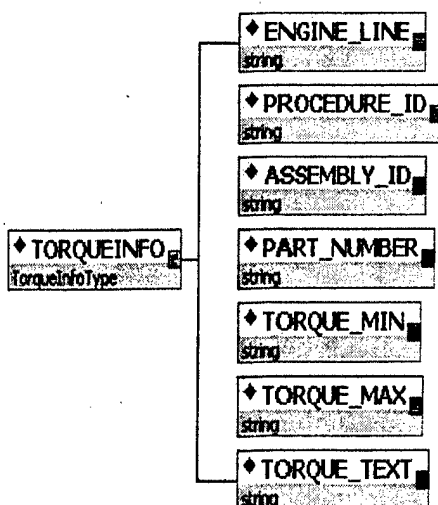 ENGINE_LINE
string
PROCEDURE_ID
string
ASSEMBLY_ID
string
TORQUEINFO
TorqueInfoType
PART_NUMBER
string
TORQUE_MIN
string
TORQUE_MAX
string
TORQUE_TEXT
string